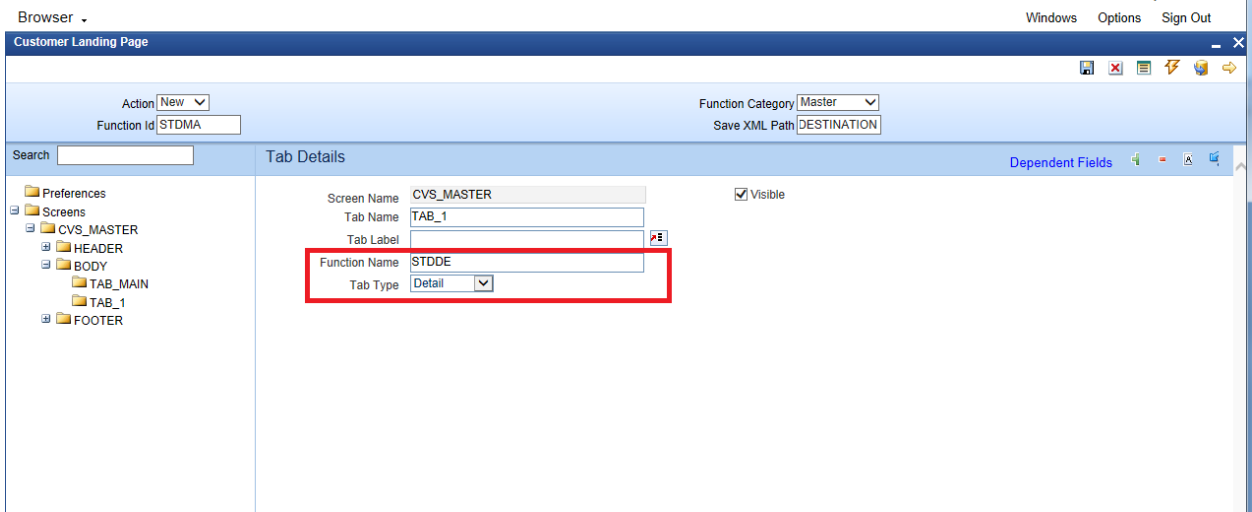 Browser
Windows Options Sign Out
Customer Landing Page
Action New
Function Category Master
Function Id STDMA
Save XML Path DESTINATION
Search
Tab Details
Dependent Fields
A
Preferences
Screens
CVS_MASTER
HEADER
BODY
TAB_MAIN
TAB_1
FOOTER
Screen Name CVS_MASTER
Visible
Tab Name TAB_1
Tab Label
Function Name STDDE
Tab Type Detail